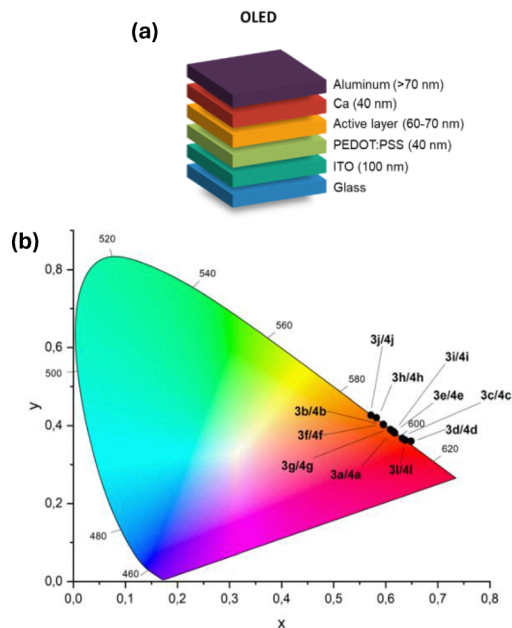 OLED
(a)
Aluminum (>70 nm)
Ca (40 nm)
Active layer (60-70 nm)
PEDOT:PSS (40 nm)
ITO (100 nm)
Glass
(b)
520
540
560
580
600
620
500
480
460
3j/4j
3h/4h
3i/4i
3e/4e
3c/4c
3b/4b
3f/4f
3d/4d
3g/4g
3a/4a
3l/4l
y
0,8
0,6
0,4
0,2
0,0
0,0 0,1 0,2 0,3 0,4 0,5 0,6 0,7 0,8
x